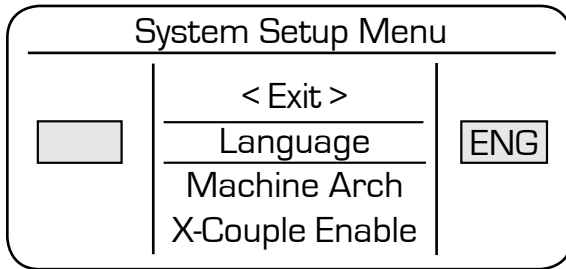 System Setup Menu
< Exit >
Language
ENG
Machine Arch
X-Couple Enable